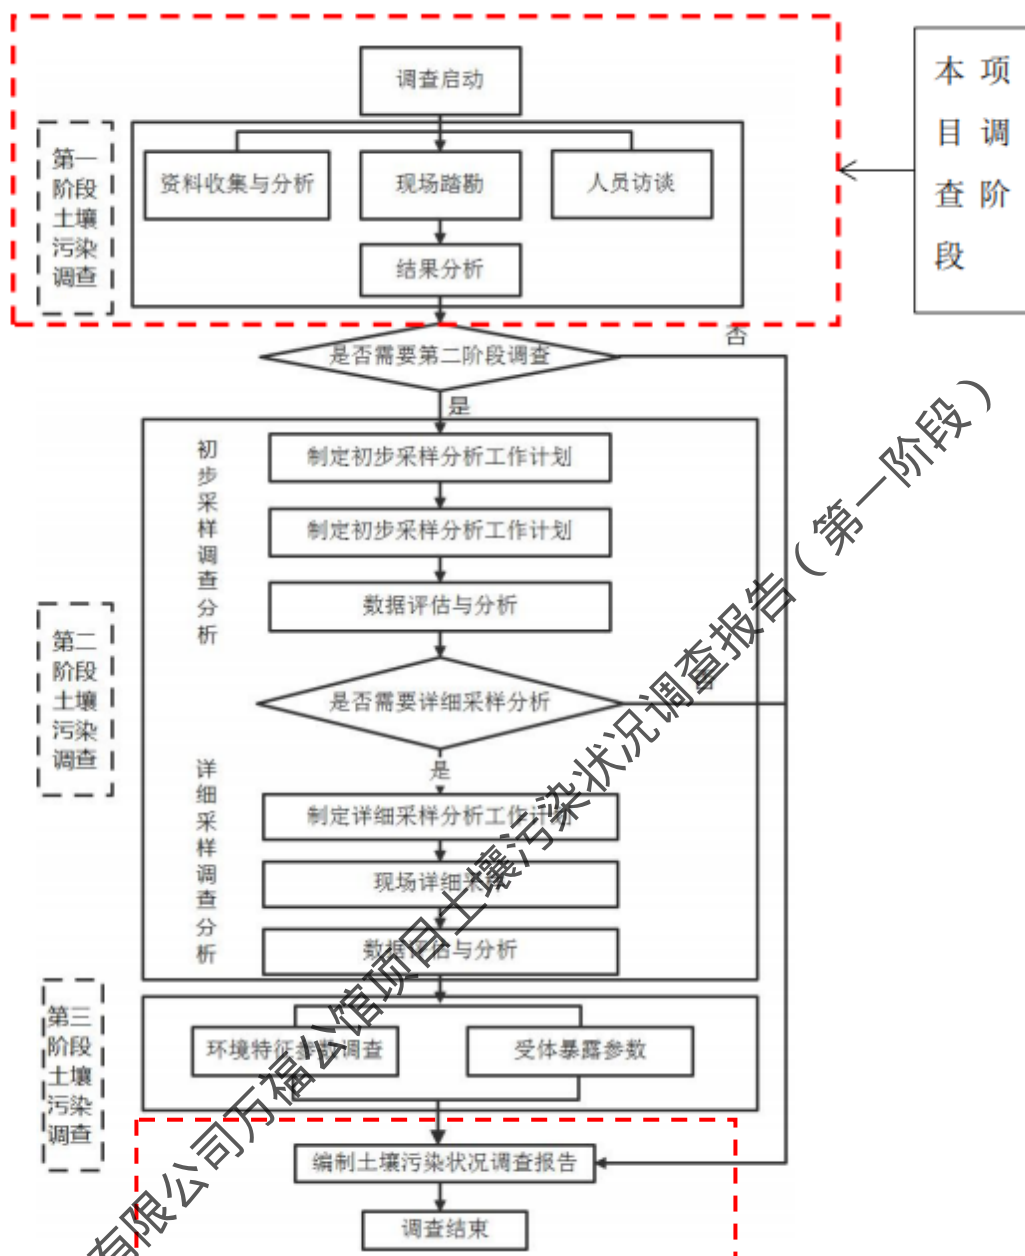 调查启动
本项
目调
查阶
段
第一
阶段
土壤
污染
调查
资料收集与分析
现场踏勘
人员访谈
结果分析
是否需要第二阶段调查
否
是
初步采样调查分析
制定初步采样分析工作计划
制定初步采样分析工作计划
数据评估与分析
第二
阶段
土壤
污染
调查
是否需要详细采样分析
否
是
详细采样调查分析
制定详细采样分析工作计划
现场详细采样
数据评估与分析
第三
阶段
土壤
污染
调查
环境特征参数调查
受体暴露参数
编制土壤污染状况调查报告
调查结束
有限公司万福公馆项目土壤污染状况调查报告（第一阶段）